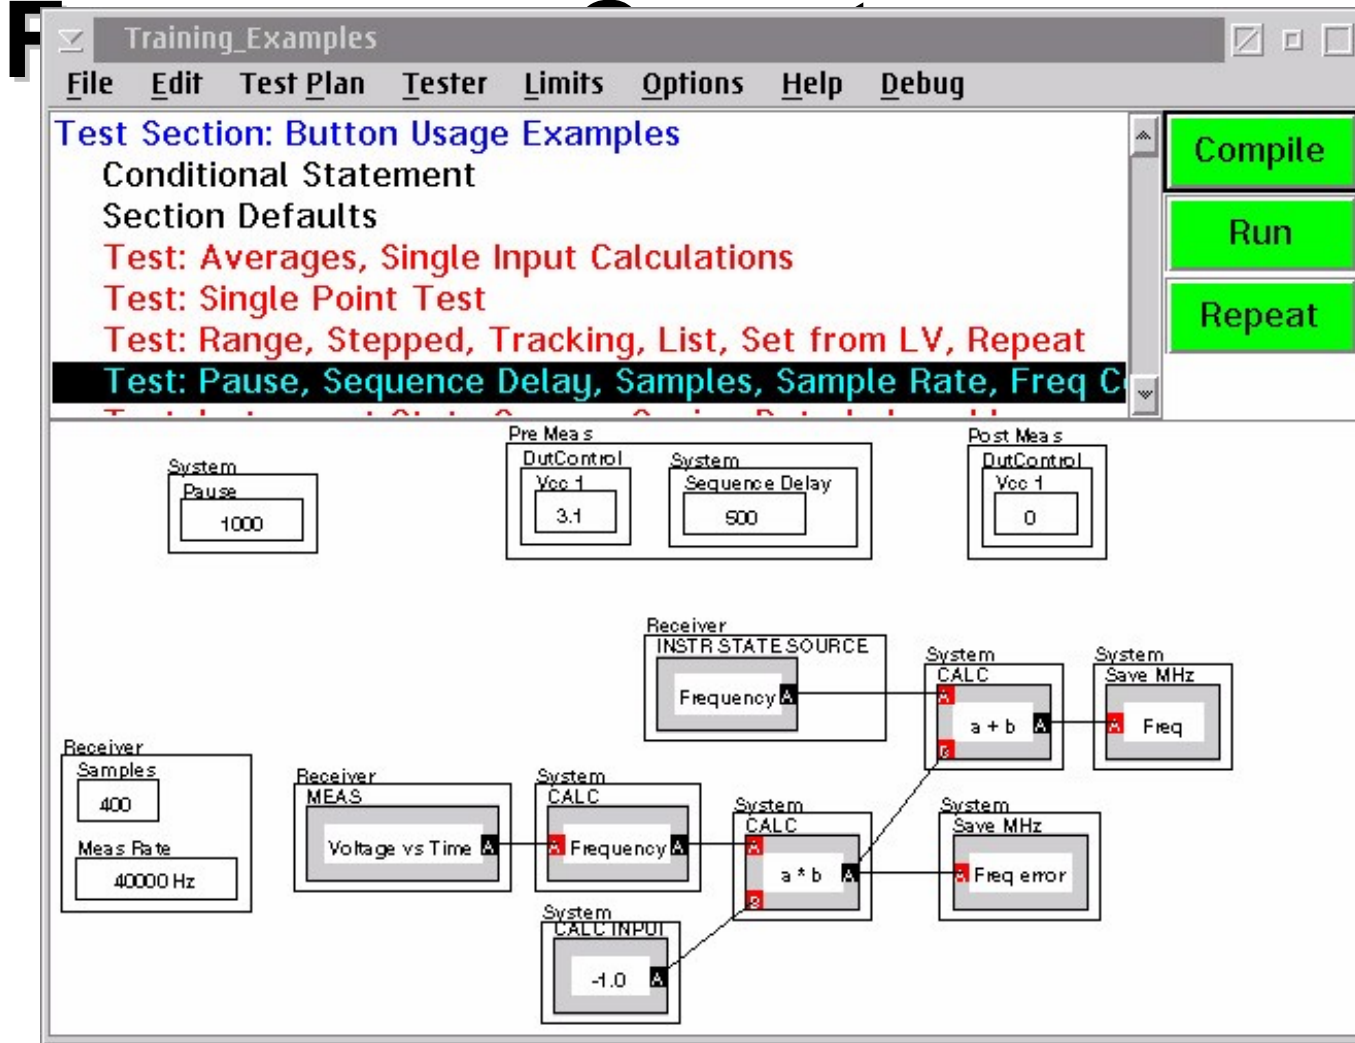 Training_Examples
File Edit Test Plan Tester Limits Options Help Debug
Test Section: Button Usage Examples
Conditional Statement
Section Defaults
Test: Averages, Single Input Calculations
Test: Single Point Test
Test: Range, Stepped, Tracking, List, Set from LV, Repeat
Test: Pause, Sequence Delay, Samples, Sample Rate, Freq
Compile
Run
Repeat
System
Pause
1000
Pre Meas
DutControl
Vcc 1
3.1
System
Sequence Delay
500
Post Meas
DutControl
Vcc 1
0
Receiver
INSTR STATE SOURCE
Frequency A
System
CALC
A
a + b A
B
System
Save MHz
A Freq
Receiver
Samples
400
Meas Rate
40000 Hz
Receiver
MEAS
Voltage vs Time A
System
CALC
A Frequency A
System
CALC
A
a * b A
B
System
Save MHz
A Freq error
System
CALC INPUT
-1.0 A